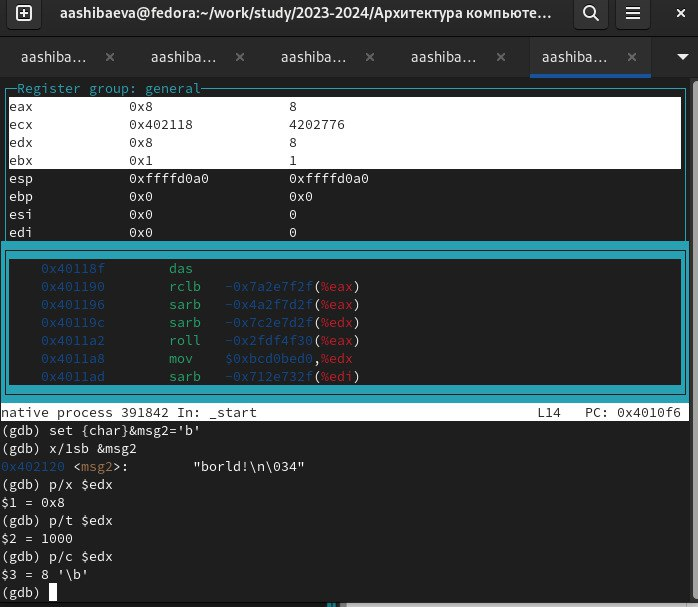 aashibaeva@fedora:~/work/study/2023-2024/Архитектура компьюте...
aashiba... × aashiba... × aashiba... × aashiba... × aashiba... ×
Register group: general
eax 0x8 8
ecx 0x402118 4202776
edx 0x8 8
ebx 0x1 1
esp 0xffffd0a0 0xffffd0a0
ebp 0x0 0x0
esi 0x0 0
edi 0x0 0
0x40118f das
0x401190 rclb -0x7a2e7f2f(%eax)
0x401196 sarb -0x4a2f7d2f(%eax)
0x40119c sarb -0x7c2e7d2f(%edx)
0x4011a2 roll -0x2fdf4f30(%eax)
0x4011a8 mov $0xbcd0bed0,%edx
0x4011ad sarb -0x712e732f(%edi)
native process 391842 In: _start L14 PC: 0x4010f6
(gdb) set {char}&msg2='b'
(gdb) x/1sb &msg2
0x402120 <msg2>: "borld!\n\034"
(gdb) p/x $edx
$1 = 0x8
(gdb) p/t $edx
$2 = 1000
(gdb) p/c $edx
$3 = 8 '\b'
(gdb)